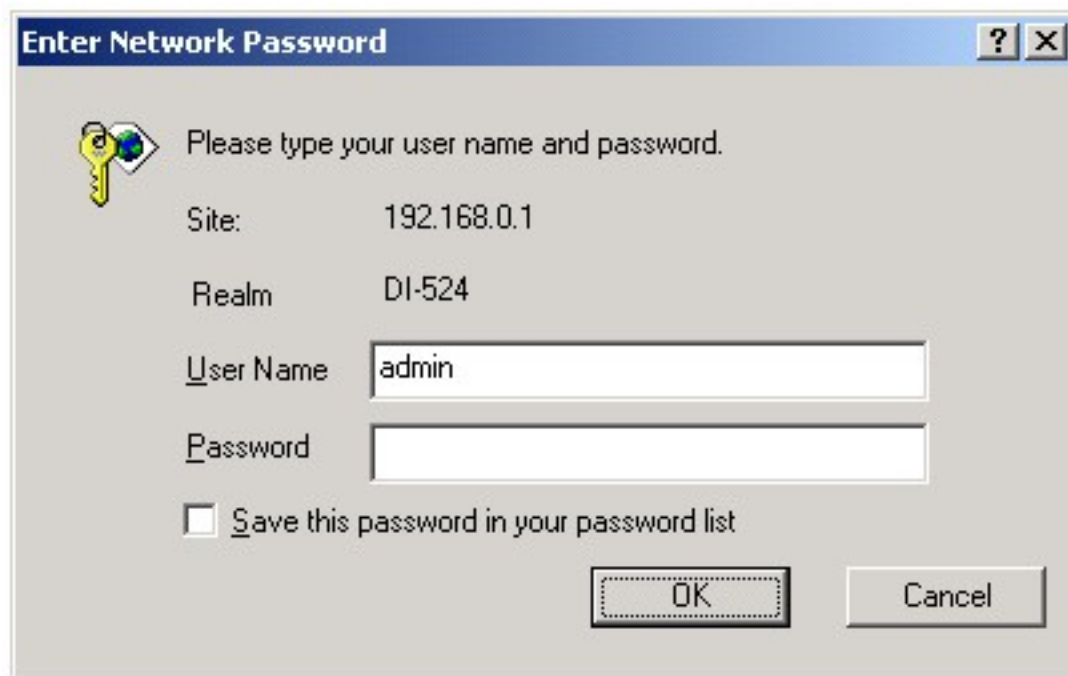 Enter Network Password
Please type your user name and password.
Site: 192.168.0.1
Realm DI-524
User Name admin
Password
Save this password in your password list
OK Cancel